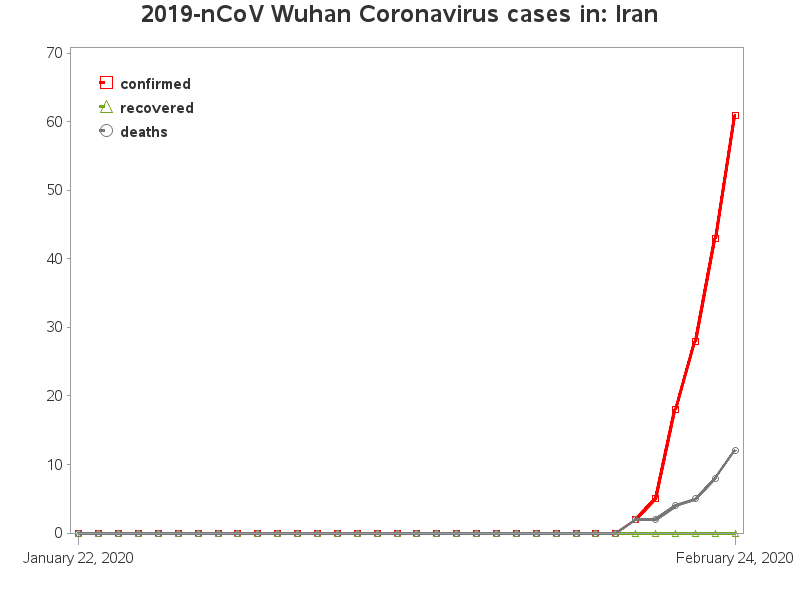 2019-nCoV Wuhan Coronavirus cases in: Iran
70
confirmed
recovered
deaths
60
50
40
30
20
10
0
January 22, 2020
February 24, 2020